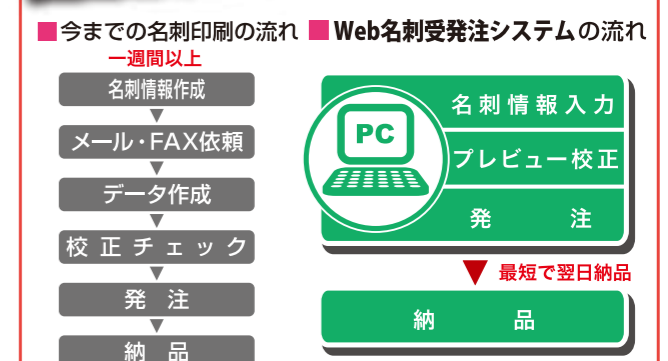 ■今までの名刺印刷の流れ
一週間以上
名刺情報作成
メール・FAX依頼
データ作成
校正チェック
発注
納品
■Web名刺受発注システムの流れ
PC
名刺情報入力
プレビュー校正
発注
▼最短で翌日納品
納品